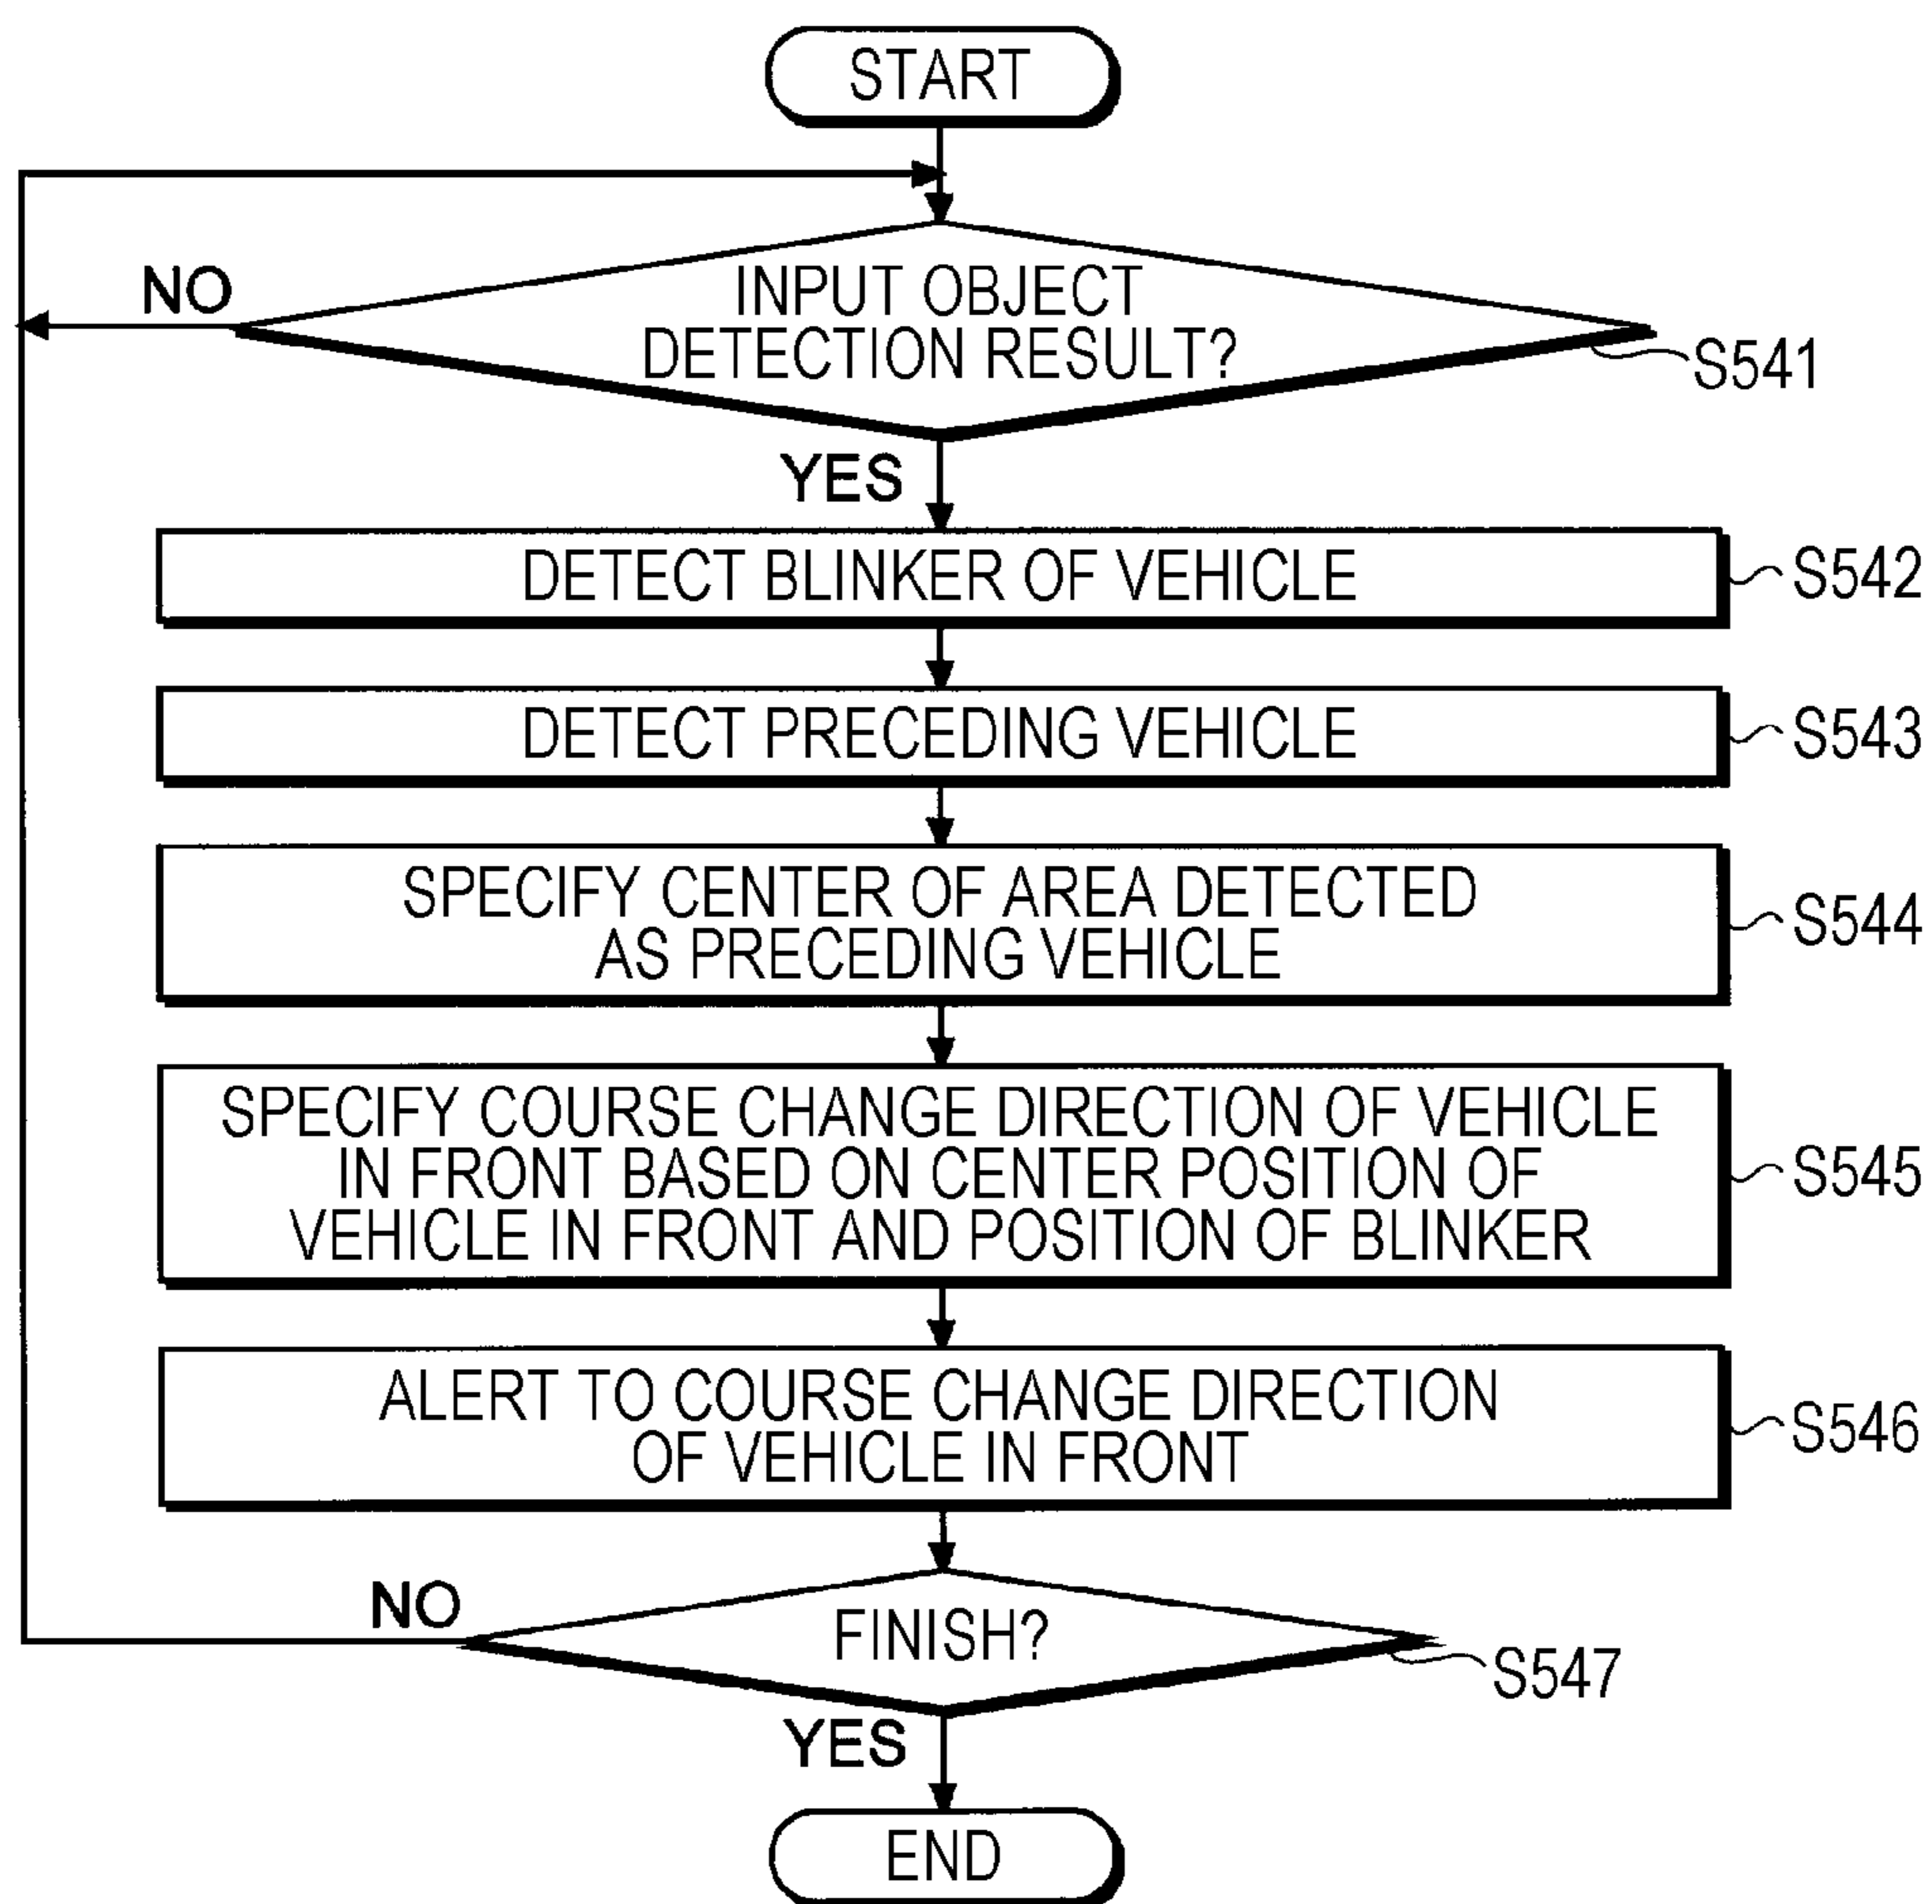 START
INPUT OBJECT
DETECTION RESULT?
NO
S541
YES
DETECT BLINKER OF VEHICLE
S542
DETECT PRECEDING VEHICLE
S543
SPECIFY CENTER OF AREA DETECTED
AS PRECEDING VEHICLE
S544
SPECIFY COURSE CHANGE DIRECTION OF VEHICLE
IN FRONT BASED ON CENTER POSITION OF
VEHICLE IN FRONT AND POSITION OF BLINKER
S545
ALERT TO COURSE CHANGE DIRECTION
OF VEHICLE IN FRONT
S546
NO
FINISH?
S547
YES
END